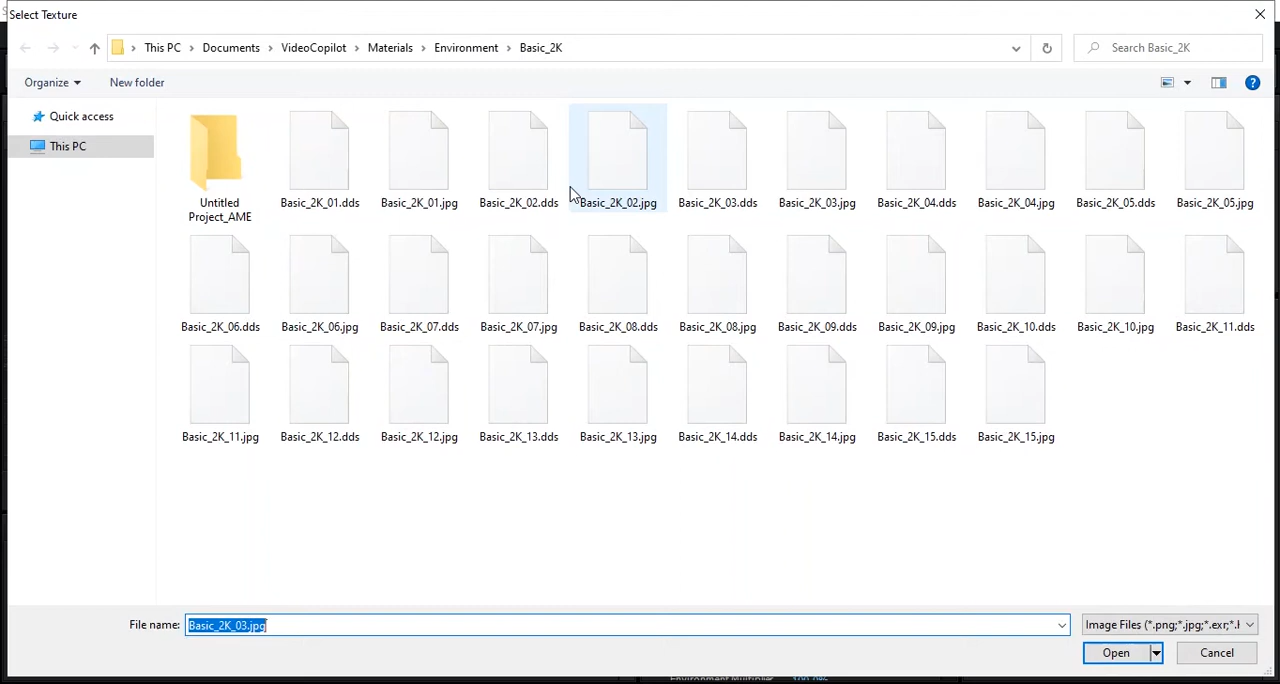 Select Texture
This PC > Documents > VideoCopilot > Materials > Environment > Basic_2K
Search Basic_2K
Organize
New folder
Quick access
This PC
Untitled
Project_AME
Basic_2K_01.dds
Basic_2K_01.jpg
Basic_2K_02.dds
Basic_2K_02.jpg
Basic_2K_03.dds
Basic_2K_03.jpg
Basic_2K_04.dds
Basic_2K_04.jpg
Basic_2K_05.dds
Basic_2K_05.jpg
Basic_2K_06.dds
Basic_2K_06.jpg
Basic_2K_07.dds
Basic_2K_07.jpg
Basic_2K_08.dds
Basic_2K_08.jpg
Basic_2K_09.dds
Basic_2K_09.jpg
Basic_2K_10.dds
Basic_2K_10.jpg
Basic_2K_11.dds
Basic_2K_11.jpg
Basic_2K_12.dds
Basic_2K_12.jpg
Basic_2K_13.dds
Basic_2K_13.jpg
Basic_2K_14.dds
Basic_2K_14.jpg
Basic_2K_15.dds
Basic_2K_15.jpg
File name: Basic_2K_03.jpg
Image Files (*.png;*.jpg;*.exr;*.
Open
Cancel
Environment Multiplier